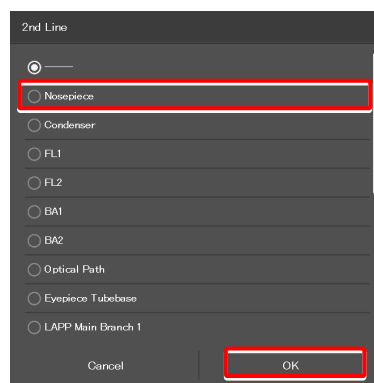 2nd Line
——
Nosepiece
Condenser
FL1
FL2
BA1
BA2
Optical Path
Eyepiece Tubebase
LAPP Main Branch 1
Cancel OK